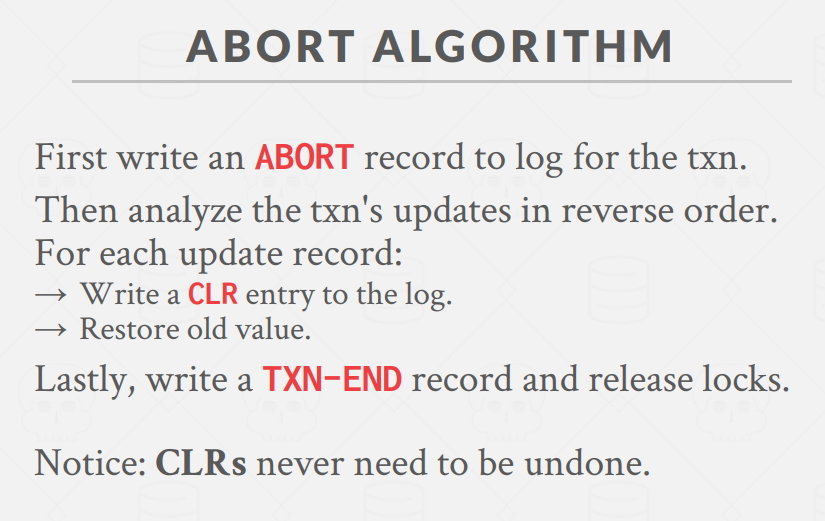 ABORT ALGORITHM
First write an ABORT record to log for the txn.
Then analyze the txn's updates in reverse order.
For each update record:
→ Write a CLR entry to the log.
→ Restore old value.
Lastly, write a TXN-END record and release locks.
Notice: CLRs never need to be undone.